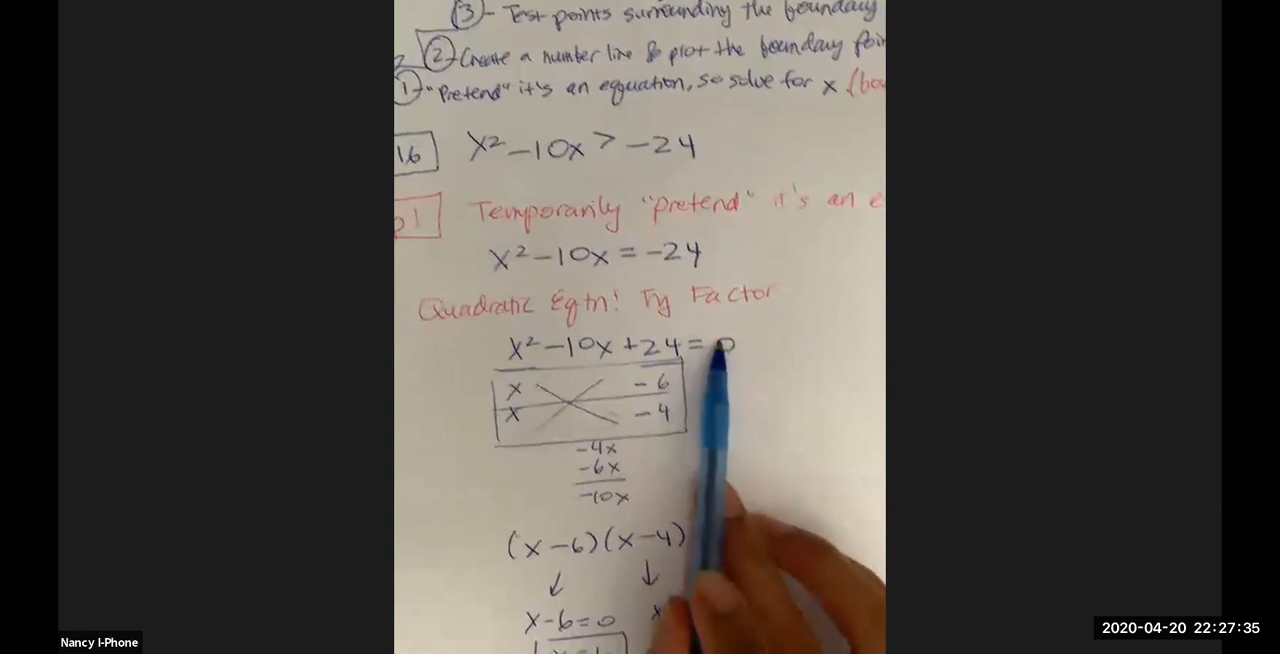 ③- Test points surrounding the boundary
②-Create a number line & plot the boundary
①-"Pretend" it's an equation, so solve for x
16 x² - 10x > -24
Temporarily "pretend" it's an
x² - 10x = -24
Quadratic Eqtn! Try Factor
x² - 10x + 24 = 0
x - 6
x - 4
-4x
-6x
-10x
(x - 6)(x - 4)
↓ ↓
x - 6 = 0 x
Nancy I-Phone
2020-04-20 22:27:35